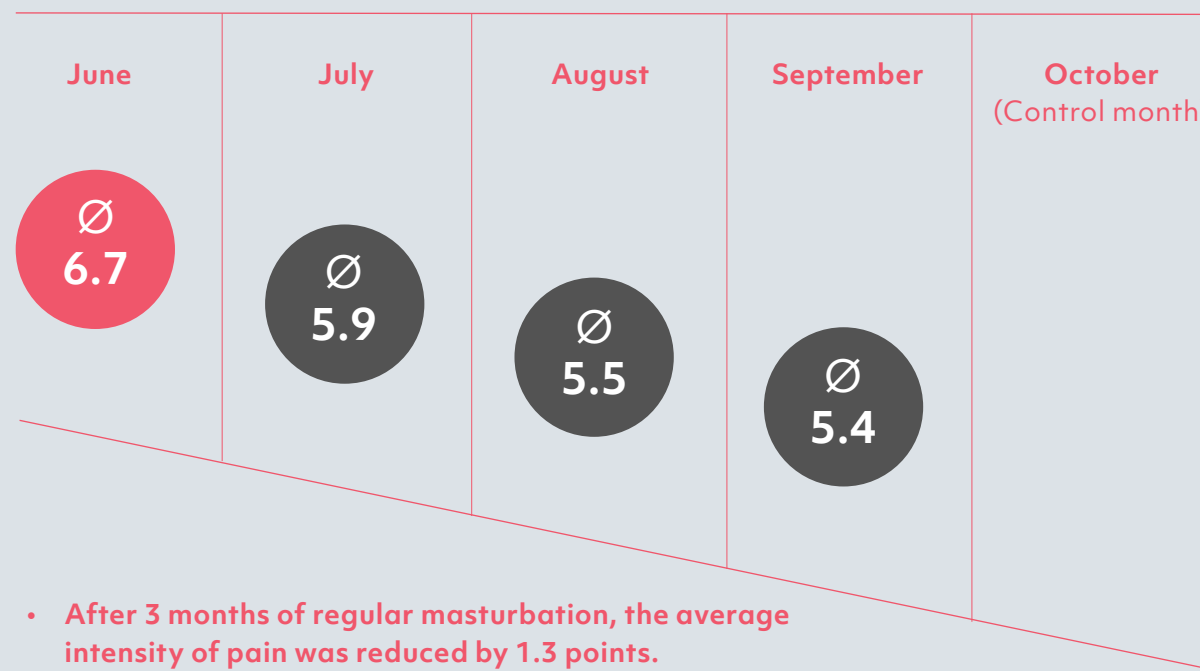 June
July
August
September
October
(Control month
Ø
6.7
Ø
5.9
Ø
5.5
Ø
5.4
• After 3 months of regular masturbation, the average
intensity of pain was reduced by 1.3 points.